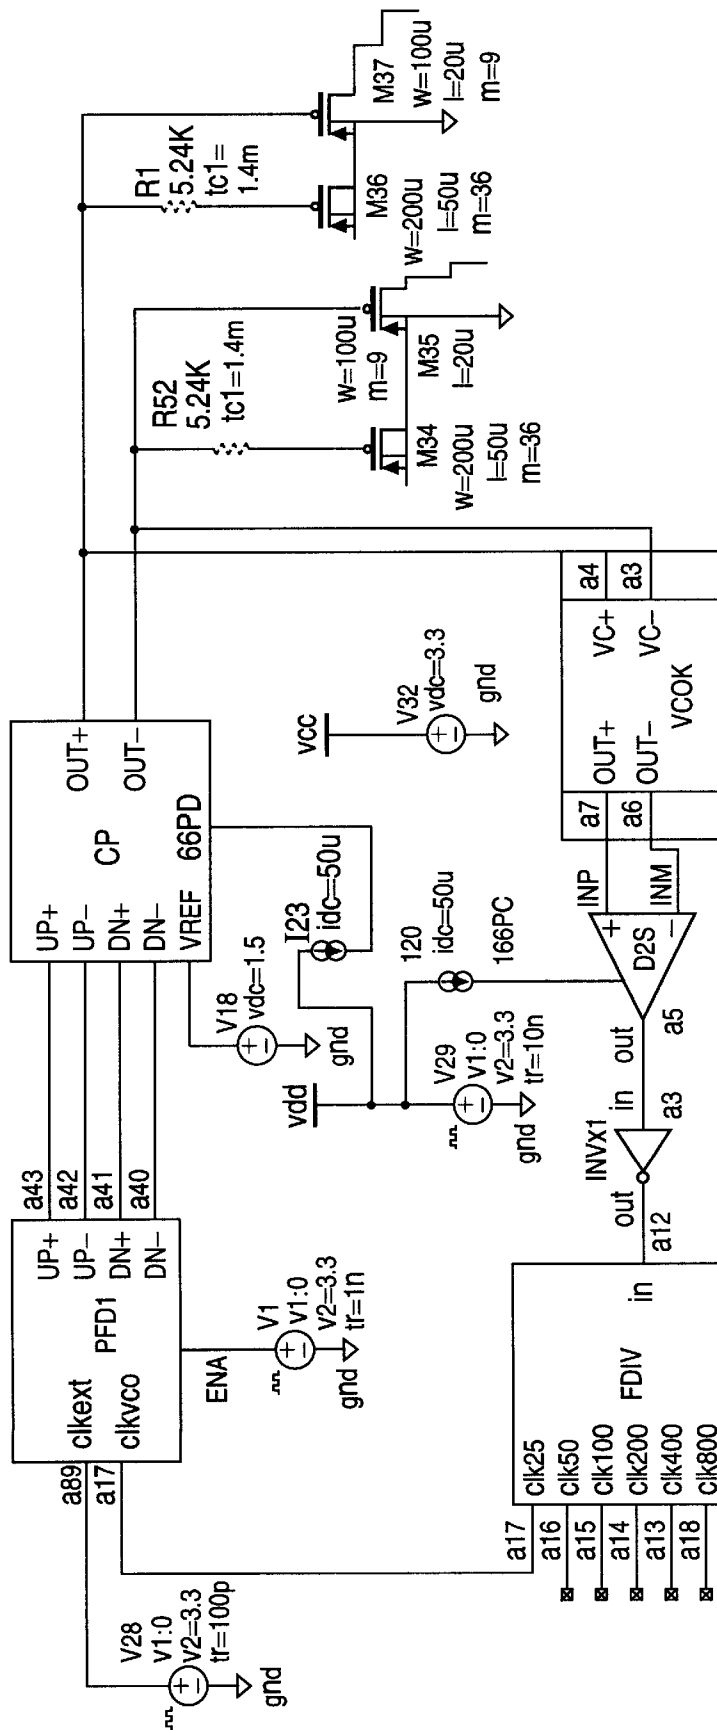 V28
V1:0
V2=3.3
tr=100p
gnd
a89
a17
clkext
clkvco
PFD1
UP+
UP−
DN+
DN−
ENA
V1
V1:0
V2=3.3
tr=1n
gnd
a43
a42
a41
a40
UP+
UP−
DN+
DN−
VREF
CP
OUT+
OUT−
66PD
V18
vdc=1.5
gnd
I23
idc=50u
vcc
V32
vdc=3.3
gnd
R1
5.24K
tc1=
1.4m
R52
5.24K
tc1=1.4m
M37
W=100u
l=20u
m=9
M36
W=200u
l=50u
m=36
W=100u
m=9
M35
l=20u
M34
W=200u
l=50u
m=36
vdd
V29
V1:0
V2=3.3
tr=10n
gnd
120
idc=50u
166PC
a17
a16
a15
a14
a13
a18
clk25
clk50
clk100
clk200
clk400
clk800
FDIV
in
a12
out
INVX1
in
a3
out
a5
D2S
+
−
INP
INM
a7
a6
OUT+
OUT−
VCOK
VC+
VC−
a4
a3